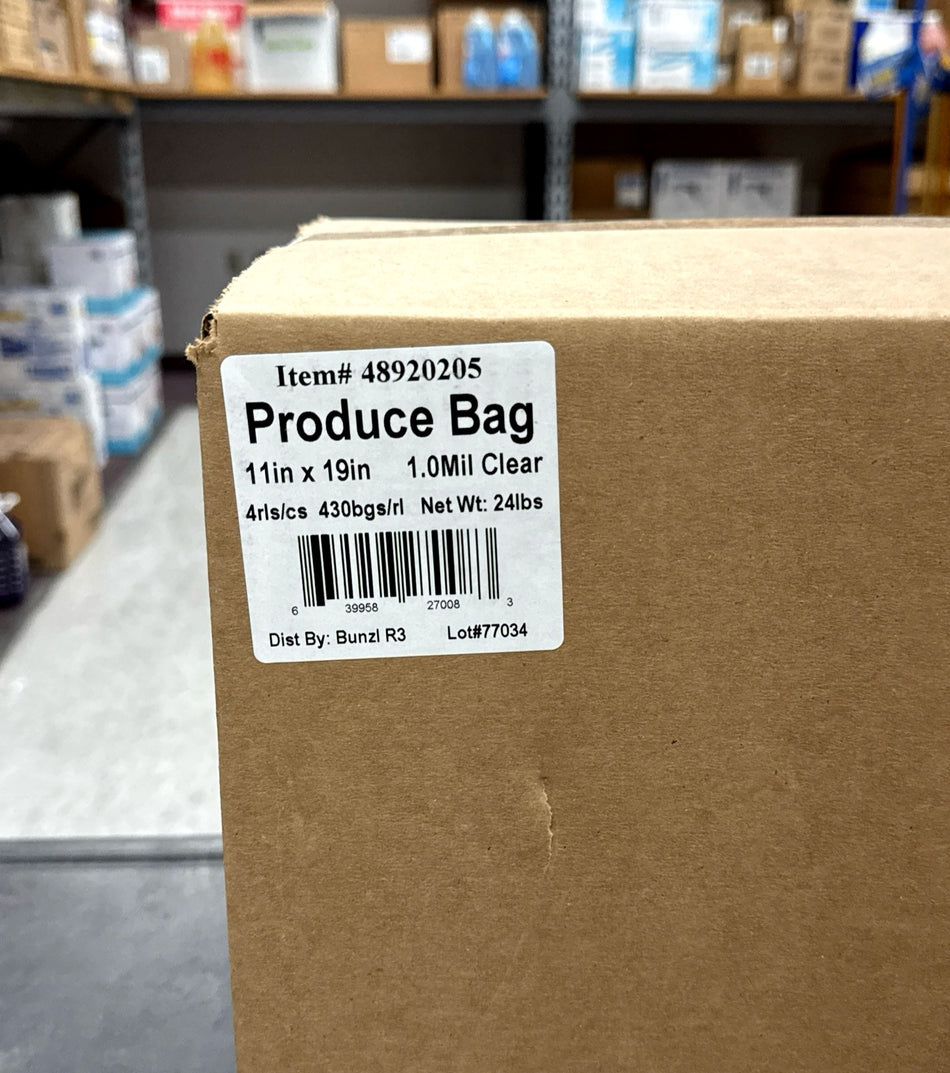 Item# 48920205
Produce Bag
11in x 19in 1.0Mil Clear
4rls/cs 430bgs/rl Net Wt: 24lbs
6 39958 27008 3
Dist By: Bunzl R3 Lot#77034